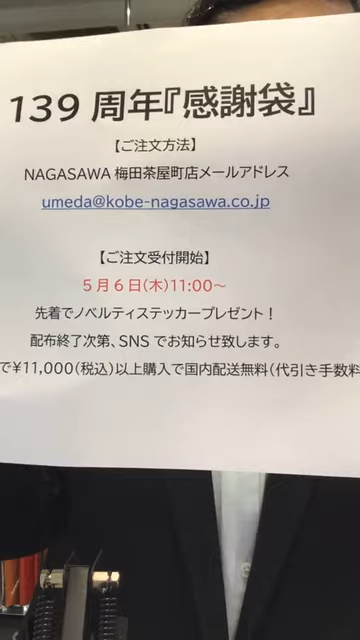 139 周年『感謝袋』
【ご注文方法】
NAGASAWA 梅田茶屋町店メールアドレス
umeda@kobe-nagasawa.co.jp
【ご注文受付開始】
５月６日(木)11:00～
先着でノベルティステッカープレゼント！
配布終了次第、SNS でお知らせ致します。
で¥11,000(税込)以上購入で国内配送無料(代引き手数料